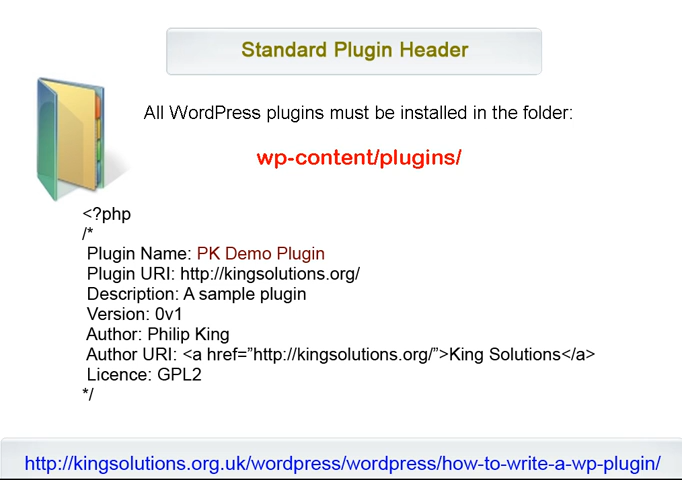 Standard Plugin Header
All WordPress plugins must be installed in the folder:
wp-content/plugins/
<?php
/*
Plugin Name: PK Demo Plugin
Plugin URI: http://kingsolutions.org/
Description: A sample plugin
Version: 0v1
Author: Philip King
Author URI: <a href=”http://kingsolutions.org/”>King Solutions</a>
Licence: GPL2
*/
http://kingsolutions.org.uk/wordpress/wordpress/how-to-write-a-wp-plugin/